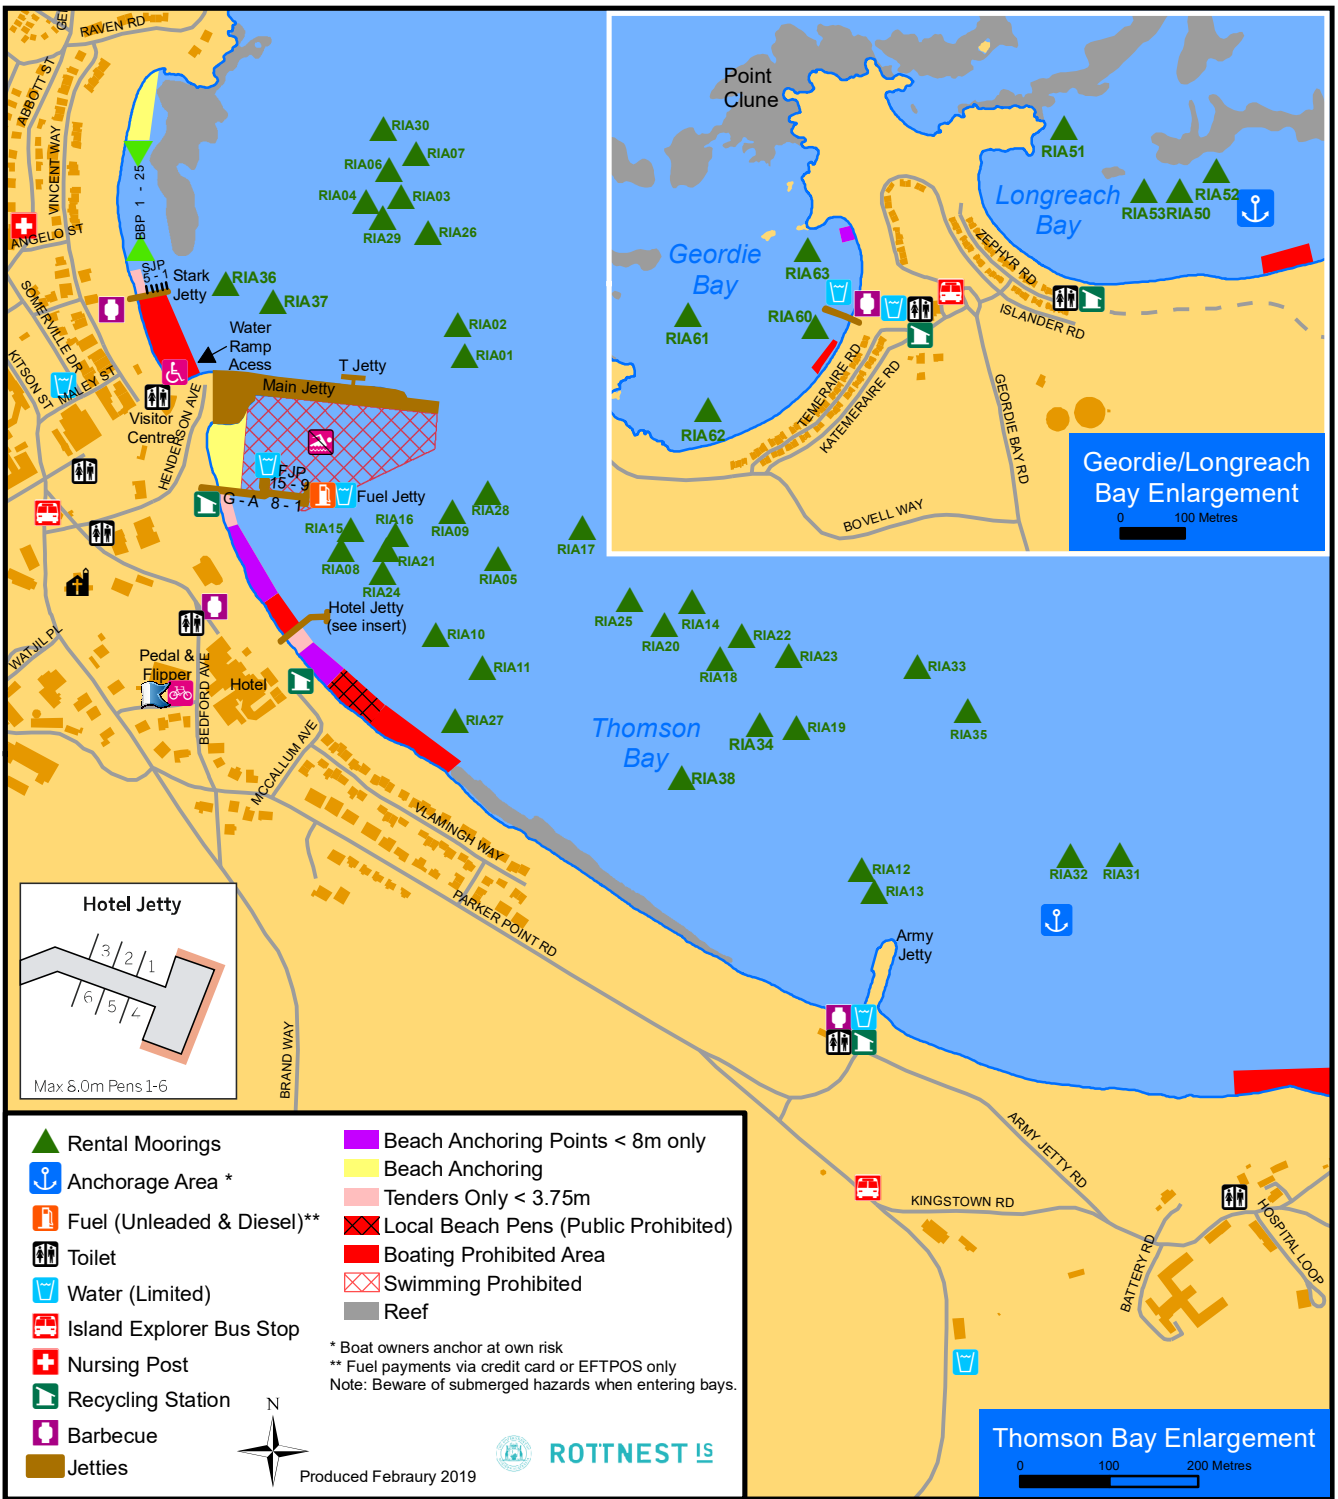 RAVEN RD
GE
ABBOTT ST
VINCENT WAY
ANGELO ST
SOMERVILLE DR
KITSON ST
MALEY ST
BBP 1 - 25
SJP
5 - 1
Stark
Jetty
Water
Ramp
Acess
T Jetty
Main Jetty
Visitor
Centre
HENDERSON AVE
FJP
15 - 9
G - A
8 - 1
Fuel Jetty
RIA30
RIA07
RIA06
RIA04
RIA03
RIA29
RIA26
RIA36
RIA37
RIA02
RIA01
RIA28
RIA09
RIA15
RIA16
RIA08
RIA21
RIA24
RIA05
RIA17
Hotel Jetty
(see insert)
RIA10
RIA11
RIA27
RIA25
RIA14
RIA20
RIA22
RIA18
RIA23
RIA33
RIA35
RIA34
RIA19
RIA38
Thomson
Bay
RIA12
RIA13
RIA32
RIA31
Army
Jetty
WATJIL PL
Pedal &
Flipper
Hotel
BEDFORD AVE
MCCALLUM AVE
VLAMINGH WAY
PARKER POINT RD
BRAND WAY
ARMY JETTY RD
KINGSTOWN RD
BATTERY RD
HOSPITAL LOOP
Point
Clune
Geordie
Bay
Longreach
Bay
RIA51
RIA52
RIA53
RIA50
RIA63
RIA60
RIA61
RIA62
ZEPHYR RD
ISLANDER RD
TEMERAIRE RD
KATEMERAIRE RD
GEORDIE BAY RD
BOVELL WAY
Geordie/Longreach
Bay Enlargement
0 100 Metres
Hotel Jetty
3 2 1
6 5 4
Max 8.0m Pens 1-6
Rental Moorings
Anchorage Area *
Fuel (Unleaded & Diesel)**
Toilet
Water (Limited)
Island Explorer Bus Stop
Nursing Post
Recycling Station
Barbecue
Jetties
Beach Anchoring Points < 8m only
Beach Anchoring
Tenders Only < 3.75m
Local Beach Pens (Public Prohibited)
Boating Prohibited Area
Swimming Prohibited
Reef
* Boat owners anchor at own risk
** Fuel payments via credit card or EFTPOS only
Note: Beware of submerged hazards when entering bays.
N
Produced Febraury 2019
ROTTNEST IS
Thomson Bay Enlargement
0 100 200 Metres